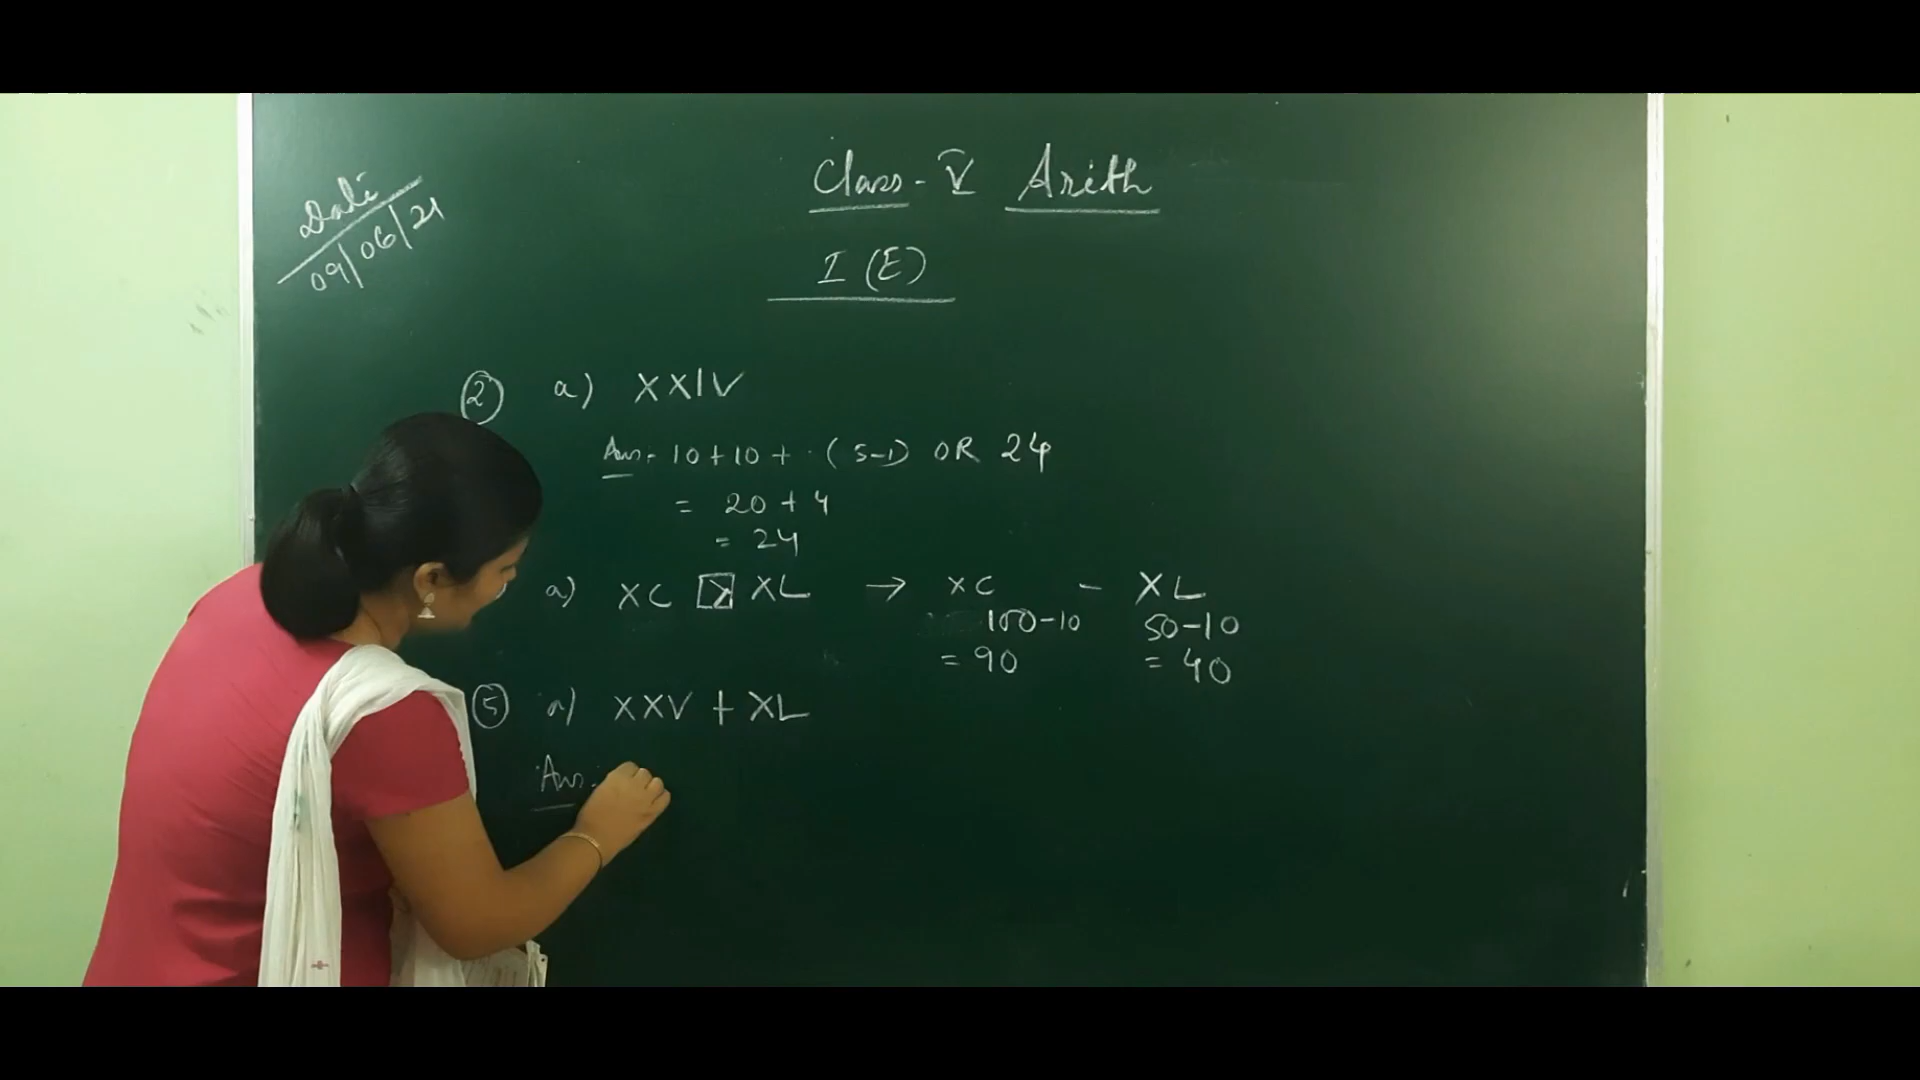 Date
09/06/21
Class - V Arith
I (E)
② a) XXIV
Ans:- 10 + 10 + (5-1) OR 24
= 20 + 4
= 24
a) XC > XL → XC - XL
100-10 50-10
= 90 = 40
⑤ a) XXV + XL
Ans: